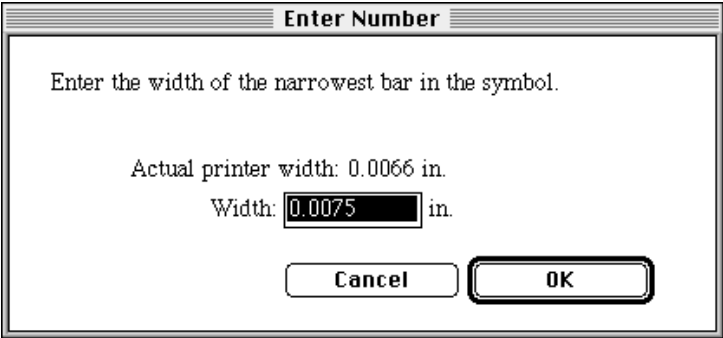 Enter Number
Enter the width of the narrowest bar in the symbol.
Actual printer width: 0.0066 in.
Width: 0.0075 in.
Cancel OK